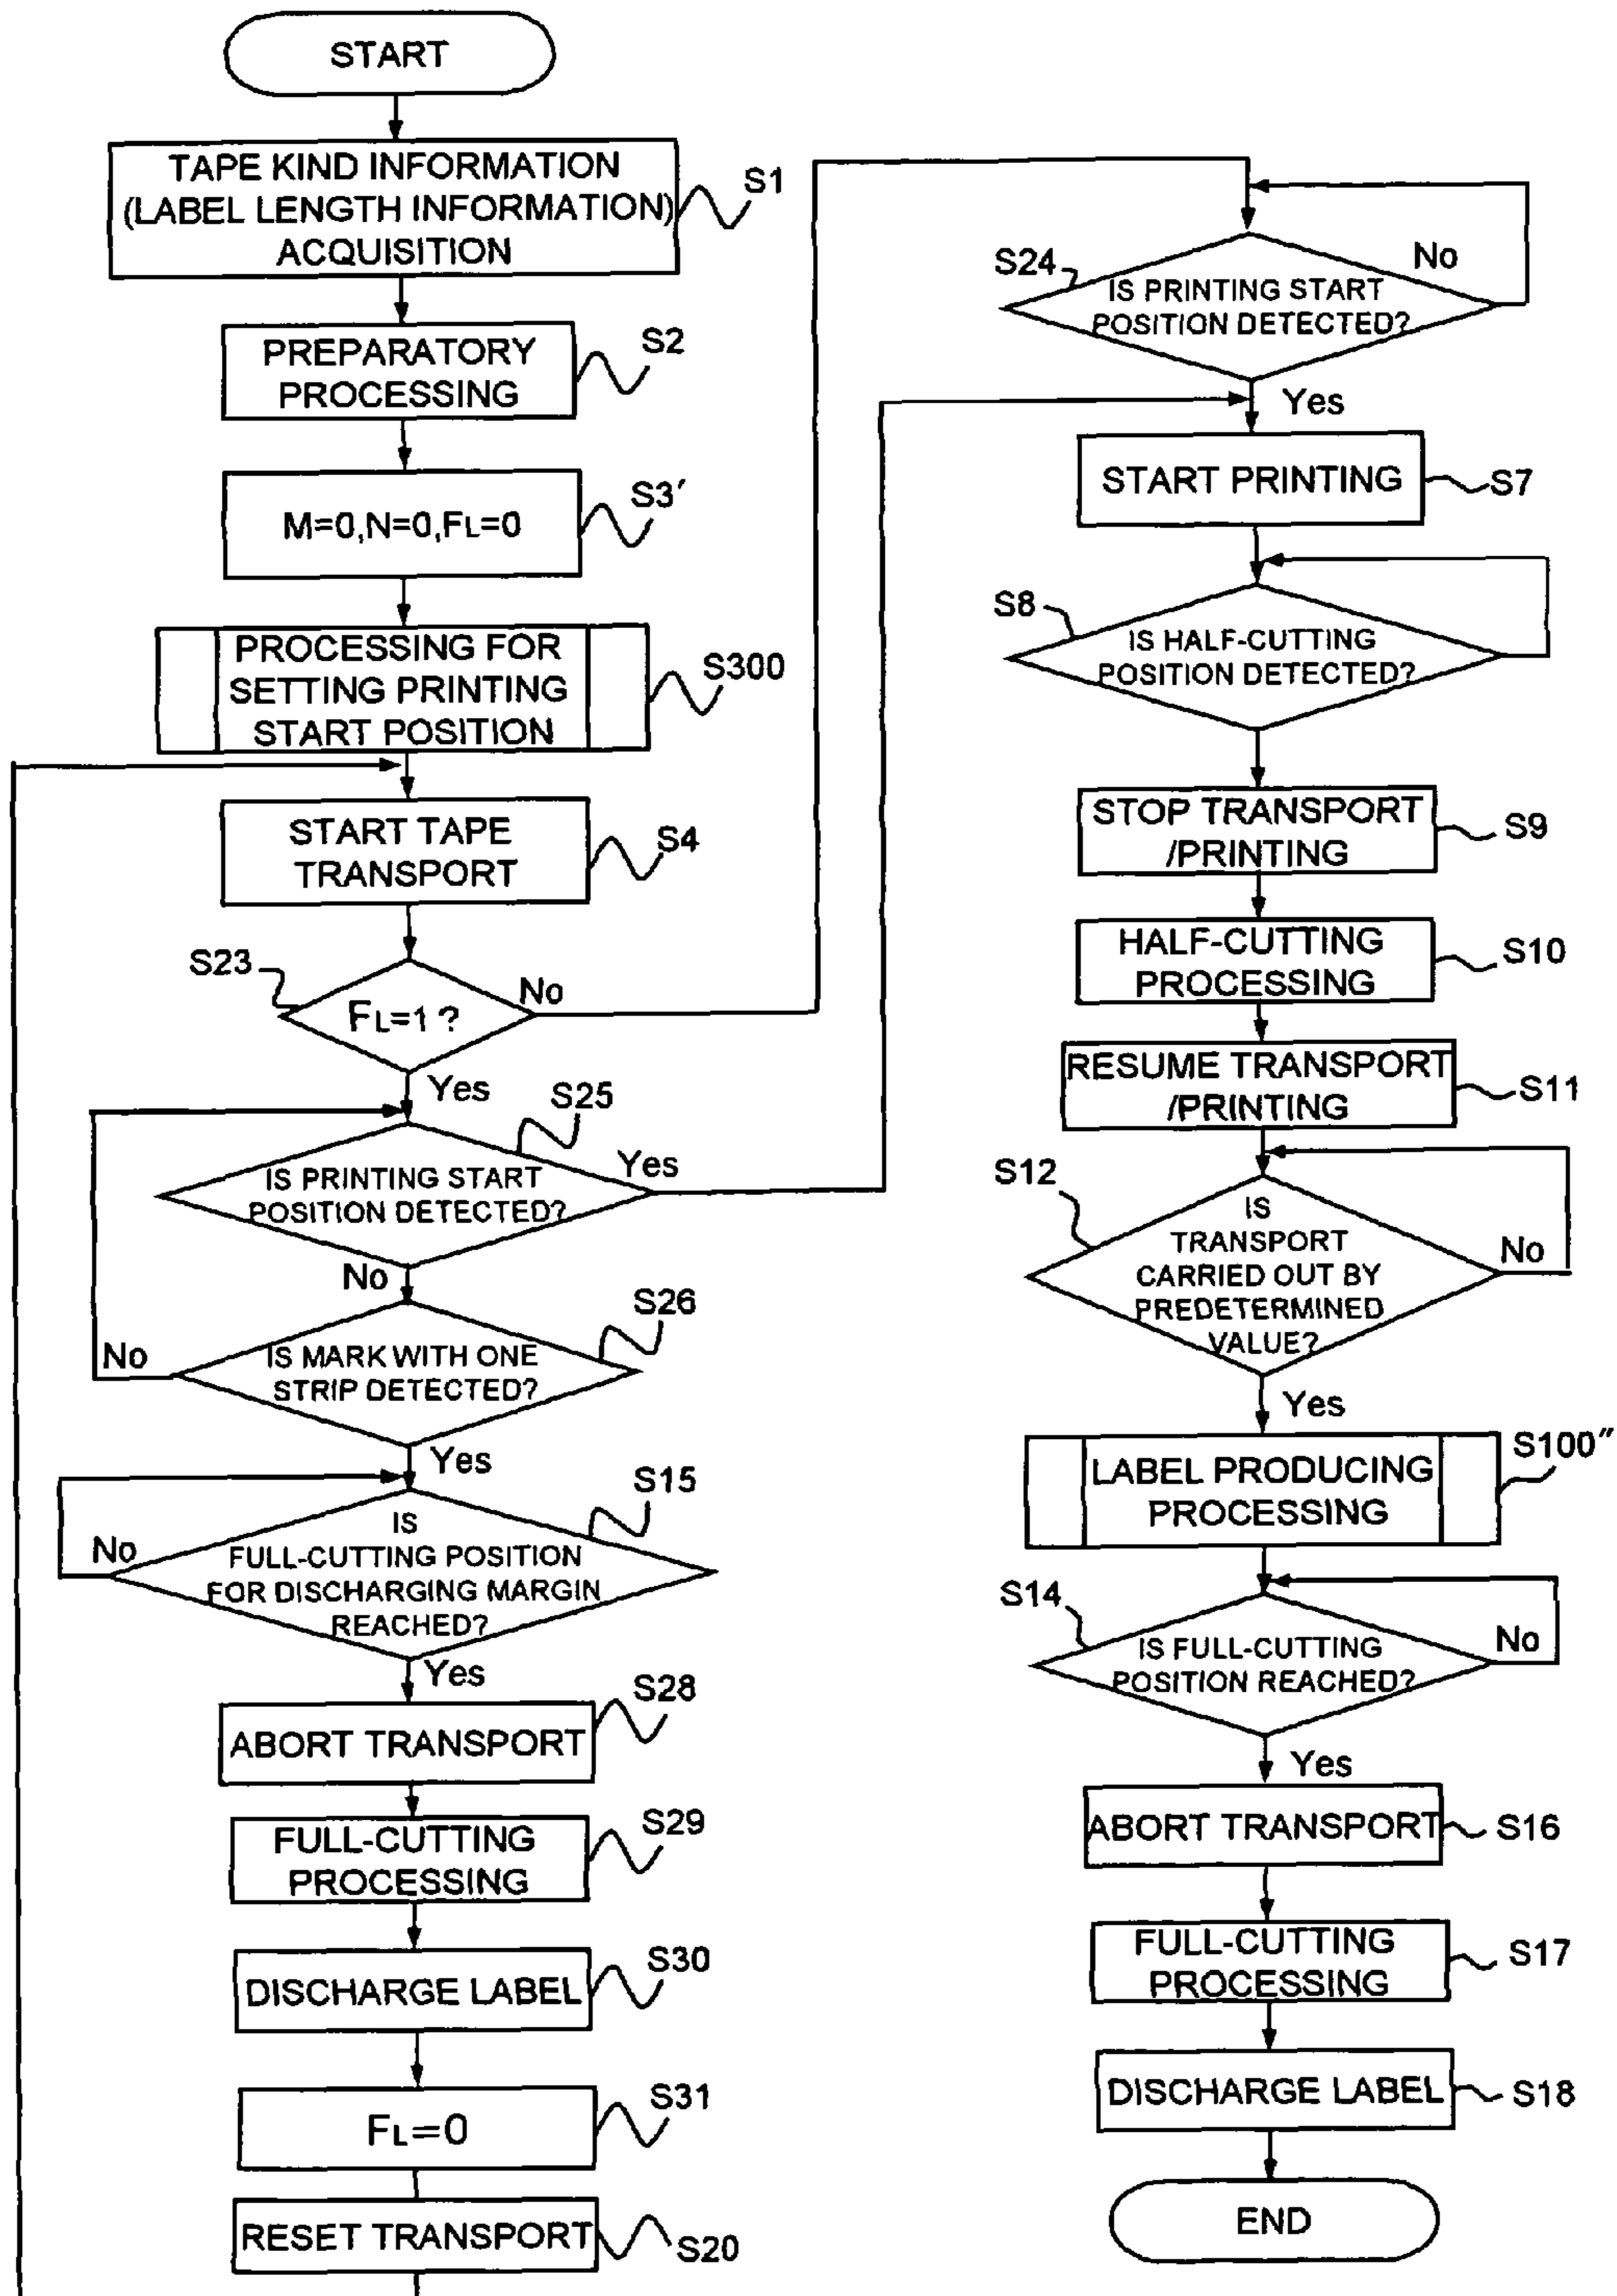 START
TAPE KIND INFORMATION
(LABEL LENGTH INFORMATION)
ACQUISITION
S1
PREPARATORY
PROCESSING
S2
M=0,N=0,FL=0
S3′
PROCESSING FOR
SETTING PRINTING
START POSITION
S300
START TAPE
TRANSPORT
S4
S23
FL=1 ?
No
Yes
S25
IS PRINTING START
POSITION DETECTED?
Yes
No
S26
IS MARK WITH ONE
STRIP DETECTED?
No
Yes
S15
IS
FULL-CUTTING POSITION
FOR DISCHARGING MARGIN
REACHED?
No
Yes
S28
ABORT TRANSPORT
S29
FULL-CUTTING
PROCESSING
S30
DISCHARGE LABEL
S31
FL=0
RESET TRANSPORT
S20
S24
No
IS PRINTING START
POSITION DETECTED?
Yes
START PRINTING
S7
S8
IS HALF-CUTTING
POSITION DETECTED?
STOP TRANSPORT
/PRINTING
S9
HALF-CUTTING
PROCESSING
S10
RESUME TRANSPORT
/PRINTING
S11
S12
IS
TRANSPORT
CARRIED OUT BY
PREDETERMINED
VALUE?
No
Yes
LABEL PRODUCING
PROCESSING
S100″
S14
IS FULL-CUTTING
POSITION REACHED?
No
Yes
ABORT TRANSPORT
S16
FULL-CUTTING
PROCESSING
S17
DISCHARGE LABEL
S18
END